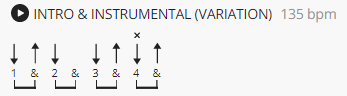 INTRO & INSTRUMENTAL (VARIATION) 135 bpm
×
1 & 2 & 3 & 4 &